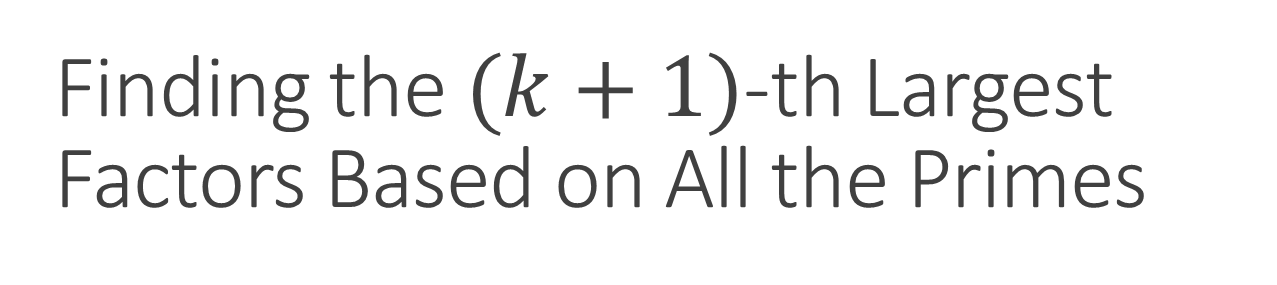 Finding the (𝑘 + 1)-th Largest
Factors Based on All the Primes